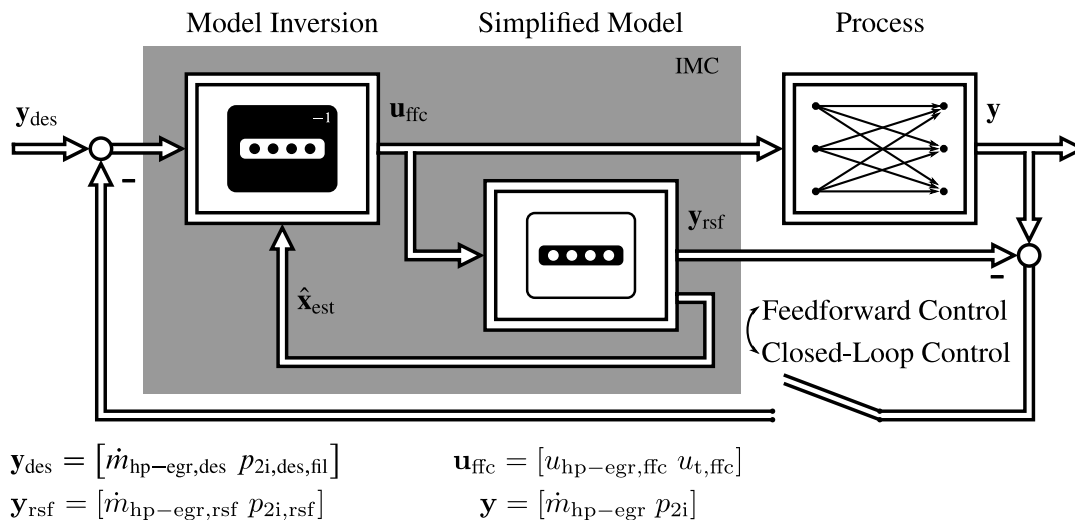 Model Inversion Simplified Model Process
IMC
−1
y_des
u_ffc
y
−
y_rsf
x̂_est
−
Feedforward Control
Closed-Loop Control
y_des = [ṁ_hp−egr,des p_2i,des,fil]
u_ffc = [u_hp−egr,ffc u_t,ffc]
y_rsf = [ṁ_hp−egr,rsf p_2i,rsf]
y = [ṁ_hp−egr p_2i]